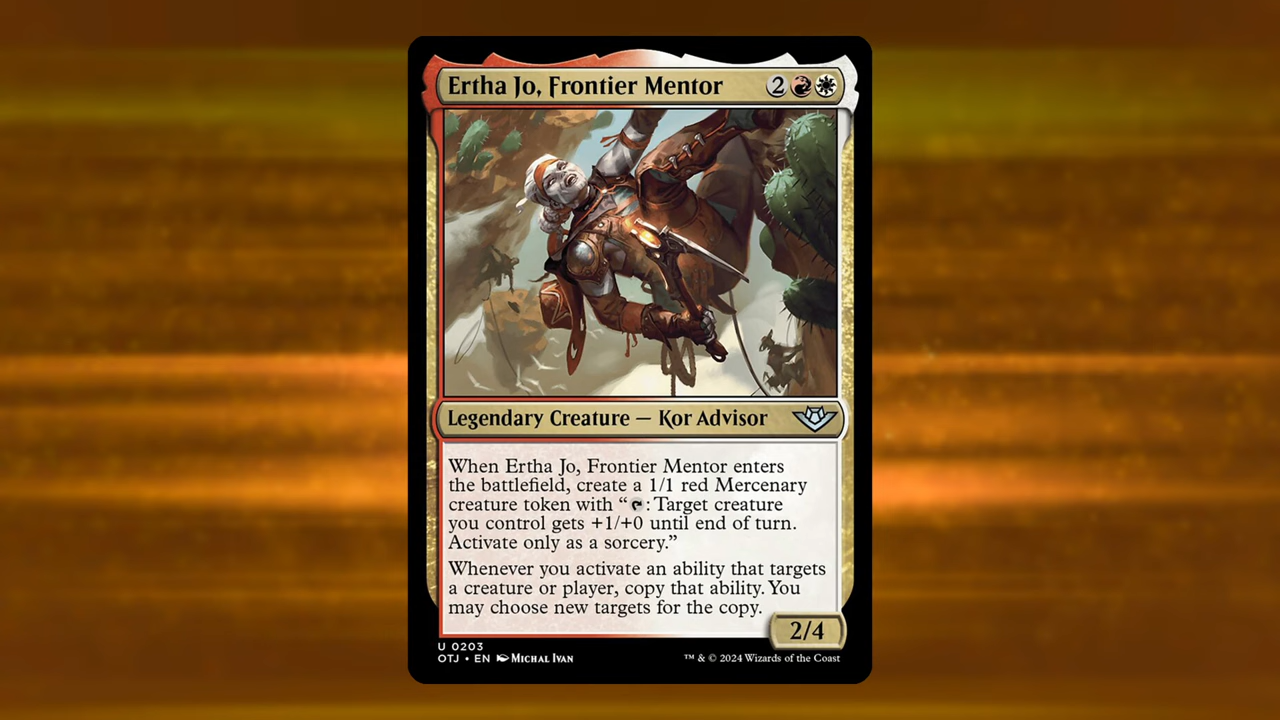 Ertha Jo, Frontier Mentor 2
Legendary Creature — Kor Advisor
When Ertha Jo, Frontier Mentor enters
the battlefield, create a 1/1 red Mercenary
creature token with “: Target creature
you control gets +1/+0 until end of turn.
Activate only as a sorcery.”
Whenever you activate an ability that targets
a creature or player, copy that ability. You
may choose new targets for the copy.
2/4
U 0203
OTJ • EN Michal Ivan
™ & © 2024 Wizards of the Coast